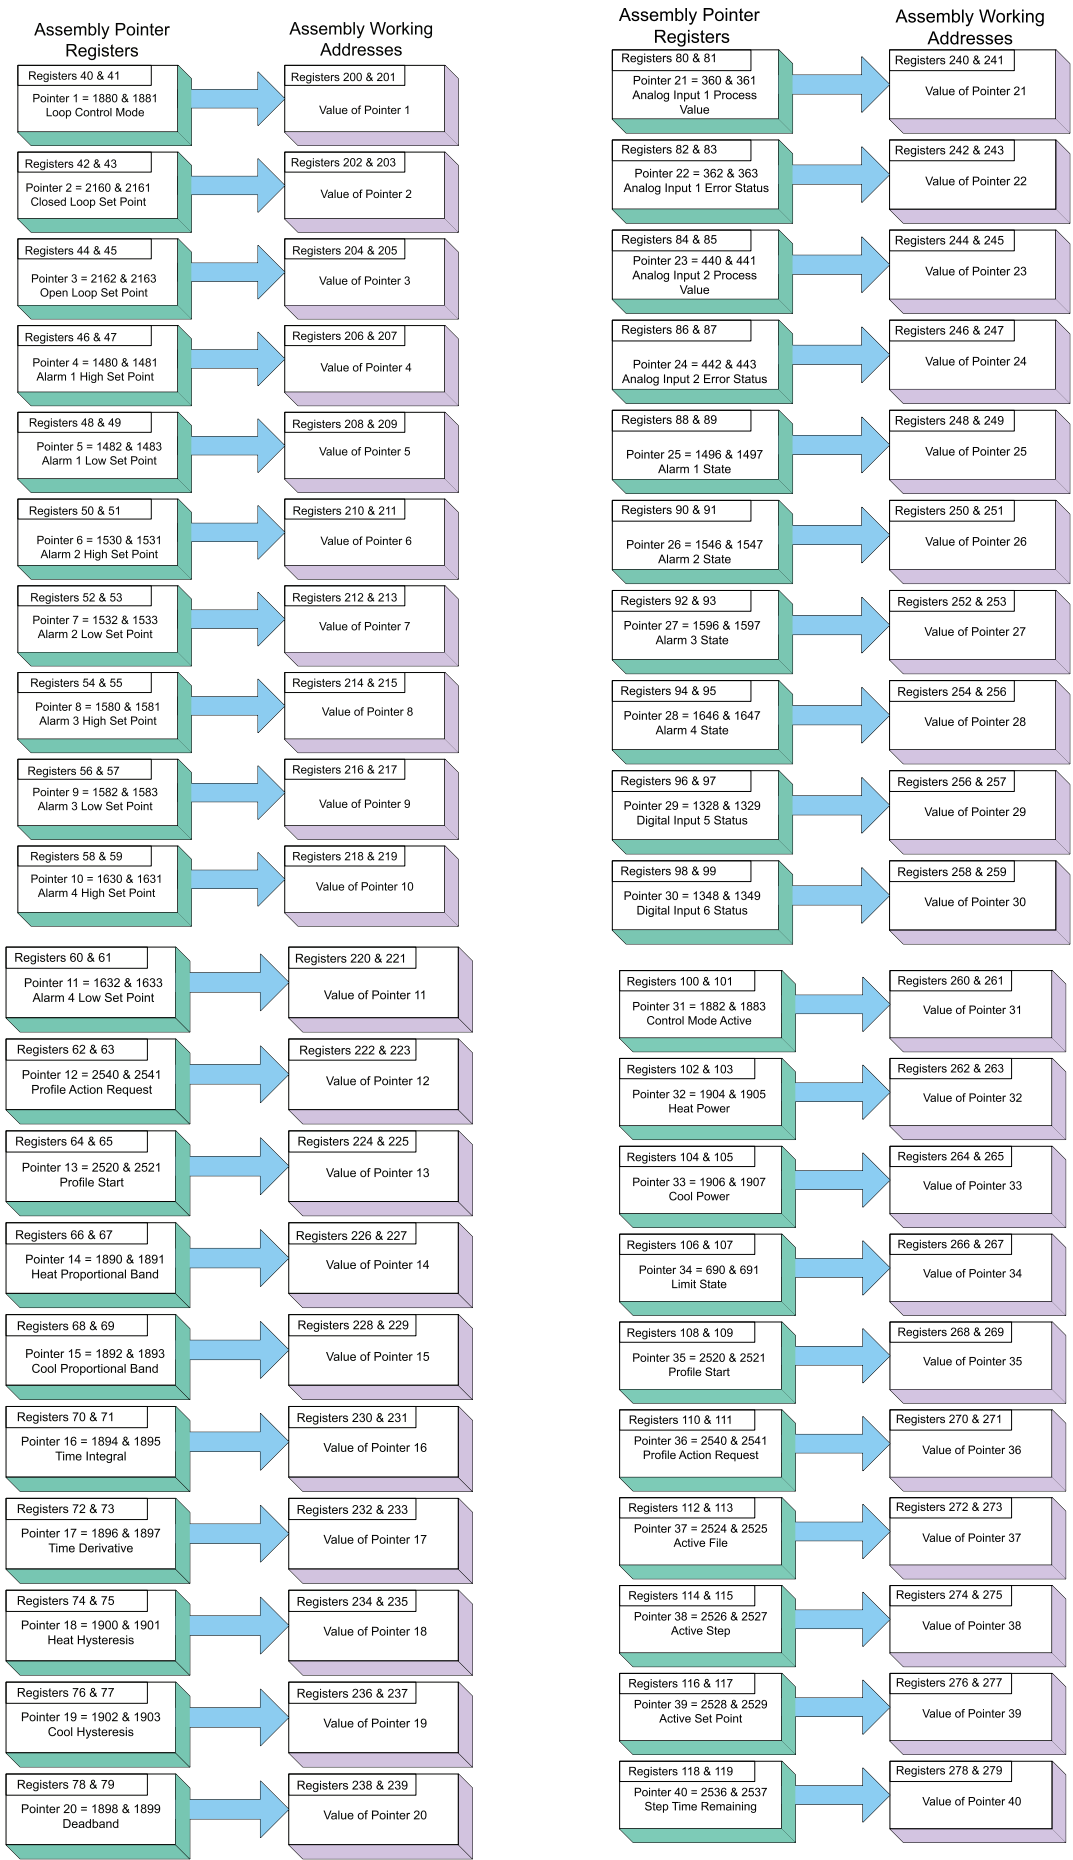 Assembly Pointer
Registers
Assembly Working
Addresses
Registers 40 & 41
Pointer 1 = 1880 & 1881
Loop Control Mode
Registers 200 & 201
Value of Pointer 1
Registers 42 & 43
Pointer 2 = 2160 & 2161
Closed Loop Set Point
Registers 202 & 203
Value of Pointer 2
Registers 44 & 45
Pointer 3 = 2162 & 2163
Open Loop Set Point
Registers 204 & 205
Value of Pointer 3
Registers 46 & 47
Pointer 4 = 1480 & 1481
Alarm 1 High Set Point
Registers 206 & 207
Value of Pointer 4
Registers 48 & 49
Pointer 5 = 1482 & 1483
Alarm 1 Low Set Point
Registers 208 & 209
Value of Pointer 5
Registers 50 & 51
Pointer 6 = 1530 & 1531
Alarm 2 High Set Point
Registers 210 & 211
Value of Pointer 6
Registers 52 & 53
Pointer 7 = 1532 & 1533
Alarm 2 Low Set Point
Registers 212 & 213
Value of Pointer 7
Registers 54 & 55
Pointer 8 = 1580 & 1581
Alarm 3 High Set Point
Registers 214 & 215
Value of Pointer 8
Registers 56 & 57
Pointer 9 = 1582 & 1583
Alarm 3 Low Set Point
Registers 216 & 217
Value of Pointer 9
Registers 58 & 59
Pointer 10 = 1630 & 1631
Alarm 4 High Set Point
Registers 218 & 219
Value of Pointer 10
Registers 60 & 61
Pointer 11 = 1632 & 1633
Alarm 4 Low Set Point
Registers 220 & 221
Value of Pointer 11
Registers 62 & 63
Pointer 12 = 2540 & 2541
Profile Action Request
Registers 222 & 223
Value of Pointer 12
Registers 64 & 65
Pointer 13 = 2520 & 2521
Profile Start
Registers 224 & 225
Value of Pointer 13
Registers 66 & 67
Pointer 14 = 1890 & 1891
Heat Proportional Band
Registers 226 & 227
Value of Pointer 14
Registers 68 & 69
Pointer 15 = 1892 & 1893
Cool Proportional Band
Registers 228 & 229
Value of Pointer 15
Registers 70 & 71
Pointer 16 = 1894 & 1895
Time Integral
Registers 230 & 231
Value of Pointer 16
Registers 72 & 73
Pointer 17 = 1896 & 1897
Time Derivative
Registers 232 & 233
Value of Pointer 17
Registers 74 & 75
Pointer 18 = 1900 & 1901
Heat Hysteresis
Registers 234 & 235
Value of Pointer 18
Registers 76 & 77
Pointer 19 = 1902 & 1903
Cool Hysteresis
Registers 236 & 237
Value of Pointer 19
Registers 78 & 79
Pointer 20 = 1898 & 1899
Deadband
Registers 238 & 239
Value of Pointer 20
Assembly Pointer
Registers
Assembly Working
Addresses
Registers 80 & 81
Pointer 21 = 360 & 361
Analog Input 1 Process
Value
Registers 240 & 241
Value of Pointer 21
Registers 82 & 83
Pointer 22 = 362 & 363
Analog Input 1 Error Status
Registers 242 & 243
Value of Pointer 22
Registers 84 & 85
Pointer 23 = 440 & 441
Analog Input 2 Process
Value
Registers 244 & 245
Value of Pointer 23
Registers 86 & 87
Pointer 24 = 442 & 443
Analog Input 2 Error Status
Registers 246 & 247
Value of Pointer 24
Registers 88 & 89
Pointer 25 = 1496 & 1497
Alarm 1 State
Registers 248 & 249
Value of Pointer 25
Registers 90 & 91
Pointer 26 = 1546 & 1547
Alarm 2 State
Registers 250 & 251
Value of Pointer 26
Registers 92 & 93
Pointer 27 = 1596 & 1597
Alarm 3 State
Registers 252 & 253
Value of Pointer 27
Registers 94 & 95
Pointer 28 = 1646 & 1647
Alarm 4 State
Registers 254 & 256
Value of Pointer 28
Registers 96 & 97
Pointer 29 = 1328 & 1329
Digital Input 5 Status
Registers 256 & 257
Value of Pointer 29
Registers 98 & 99
Pointer 30 = 1348 & 1349
Digital Input 6 Status
Registers 258 & 259
Value of Pointer 30
Registers 100 & 101
Pointer 31 = 1882 & 1883
Control Mode Active
Registers 260 & 261
Value of Pointer 31
Registers 102 & 103
Pointer 32 = 1904 & 1905
Heat Power
Registers 262 & 263
Value of Pointer 32
Registers 104 & 105
Pointer 33 = 1906 & 1907
Cool Power
Registers 264 & 265
Value of Pointer 33
Registers 106 & 107
Pointer 34 = 690 & 691
Limit State
Registers 266 & 267
Value of Pointer 34
Registers 108 & 109
Pointer 35 = 2520 & 2521
Profile Start
Registers 268 & 269
Value of Pointer 35
Registers 110 & 111
Pointer 36 = 2540 & 2541
Profile Action Request
Registers 270 & 271
Value of Pointer 36
Registers 112 & 113
Pointer 37 = 2524 & 2525
Active File
Registers 272 & 273
Value of Pointer 37
Registers 114 & 115
Pointer 38 = 2526 & 2527
Active Step
Registers 274 & 275
Value of Pointer 38
Registers 116 & 117
Pointer 39 = 2528 & 2529
Active Set Point
Registers 276 & 277
Value of Pointer 39
Registers 118 & 119
Pointer 40 = 2536 & 2537
Step Time Remaining
Registers 278 & 279
Value of Pointer 40